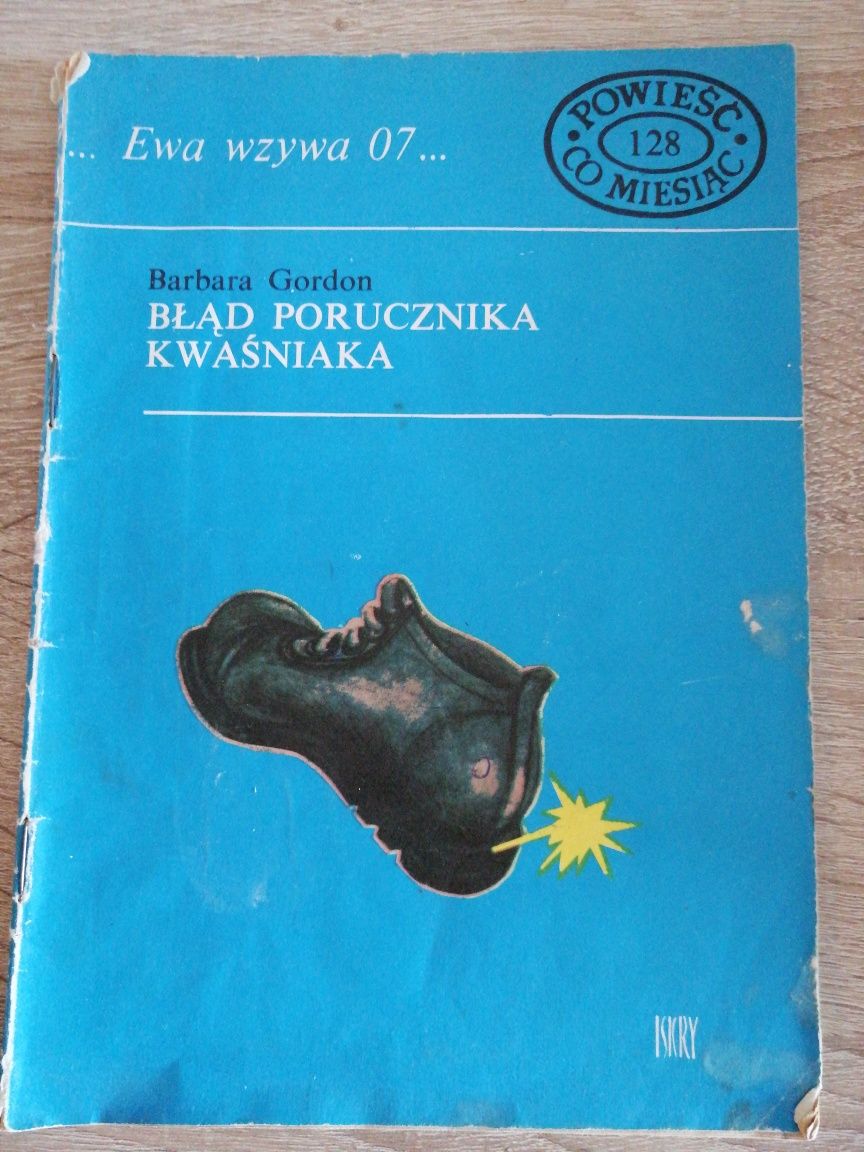 ... Ewa wzywa 07...
POWIEŚĆ
128
CO MIESIĄC
Barbara Gordon
BŁĄD PORUCZNIKA
KWAŚNIAKA
ISKRY